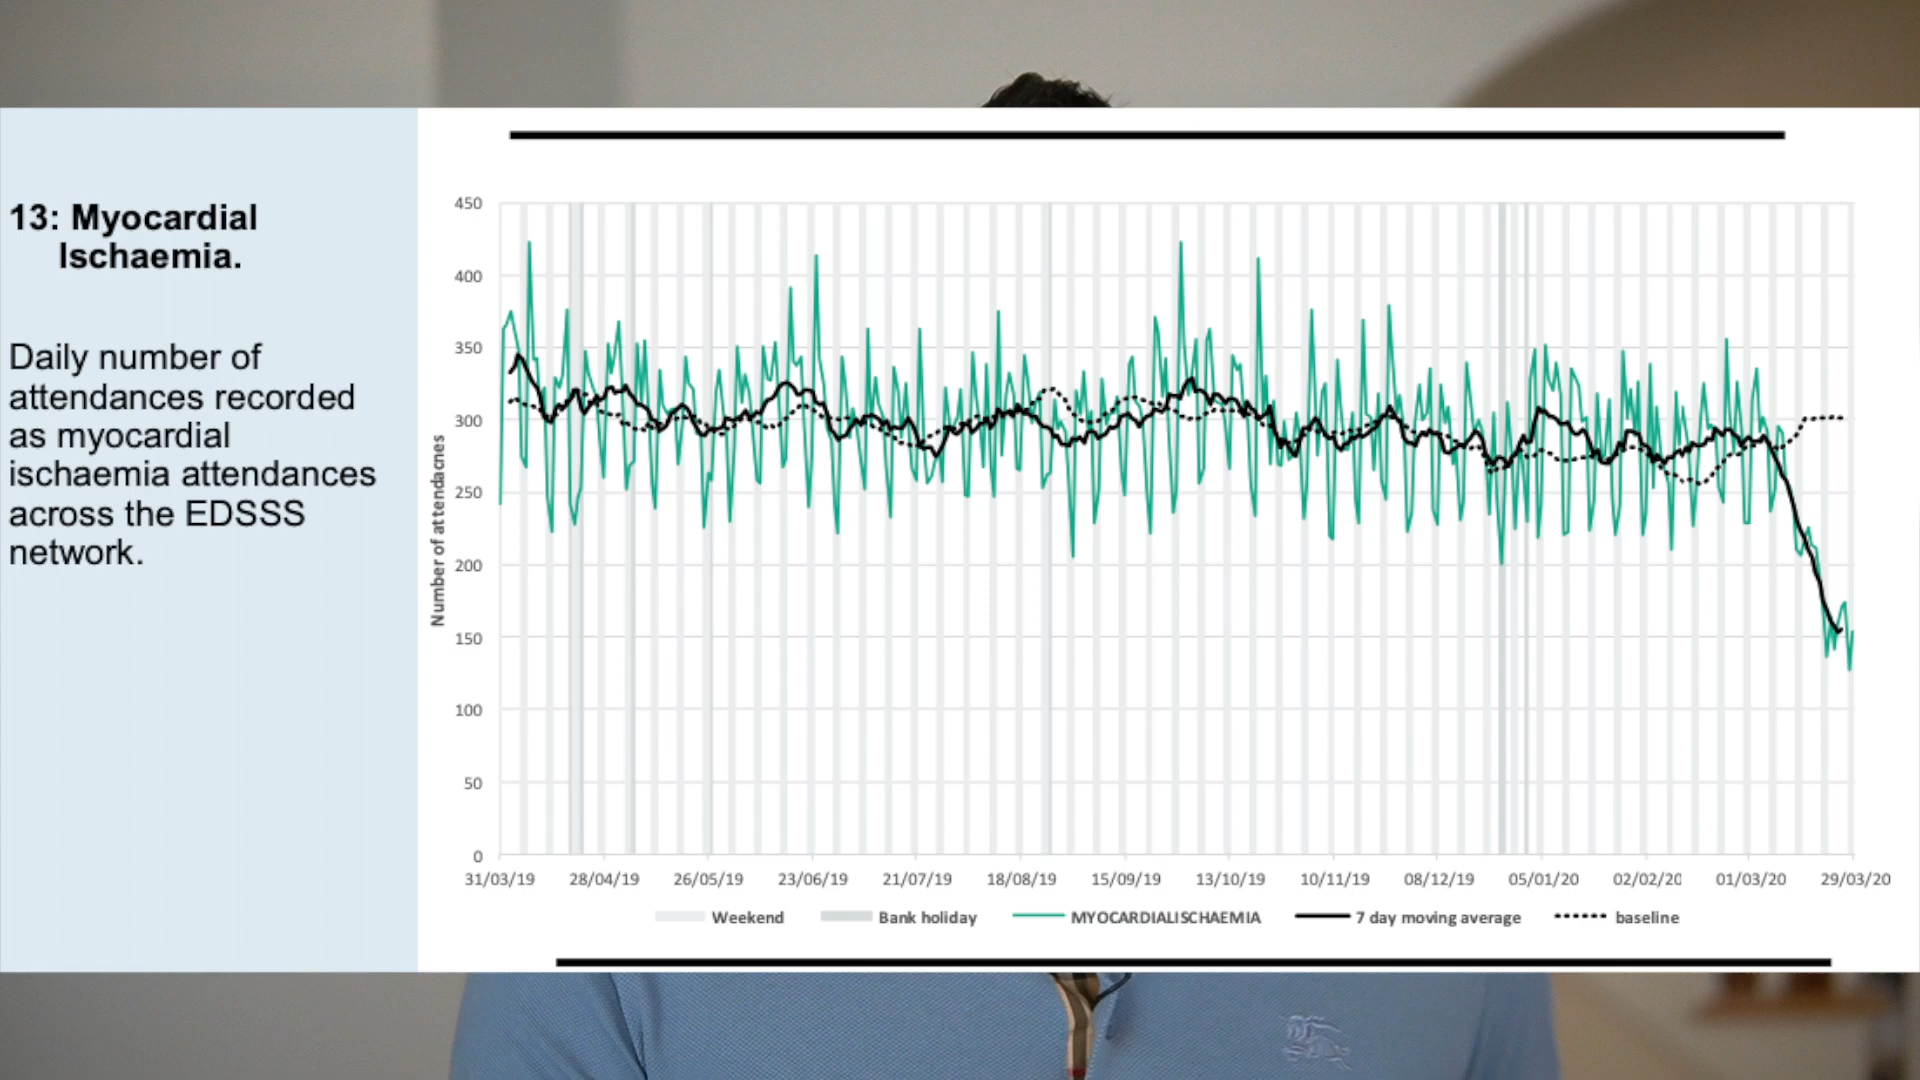 13: Myocardial
Ischaemia.
Daily number of
attendances recorded
as myocardial
ischaemia attendances
across the EDSSS
network.
Number of attendacnes
450
400
350
300
250
200
150
100
50
0
31/03/19 28/04/19 26/05/19 23/06/19 21/07/19 18/08/19 15/09/19 13/10/19 10/11/19 08/12/19 05/01/20 02/02/20 01/03/20 29/03/20
Weekend Bank holiday MYOCARDIALISCHAEMIA 7 day moving average baseline